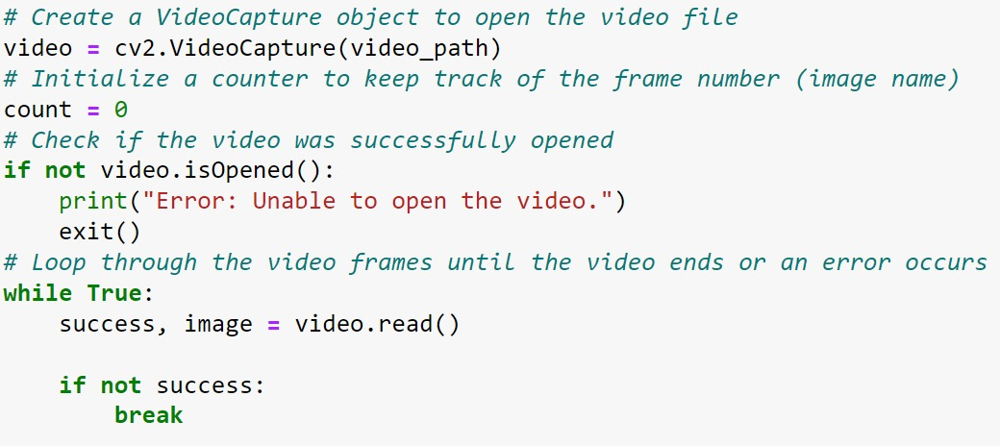 # Create a VideoCapture object to open the video file
video = cv2.VideoCapture(video_path)
# Initialize a counter to keep track of the frame number (image name)
count = 0
# Check if the video was successfully opened
if not video.isOpened():
    print("Error: Unable to open the video.")
    exit()
# Loop through the video frames until the video ends or an error occurs
while True:
    success, image = video.read()

    if not success:
        break